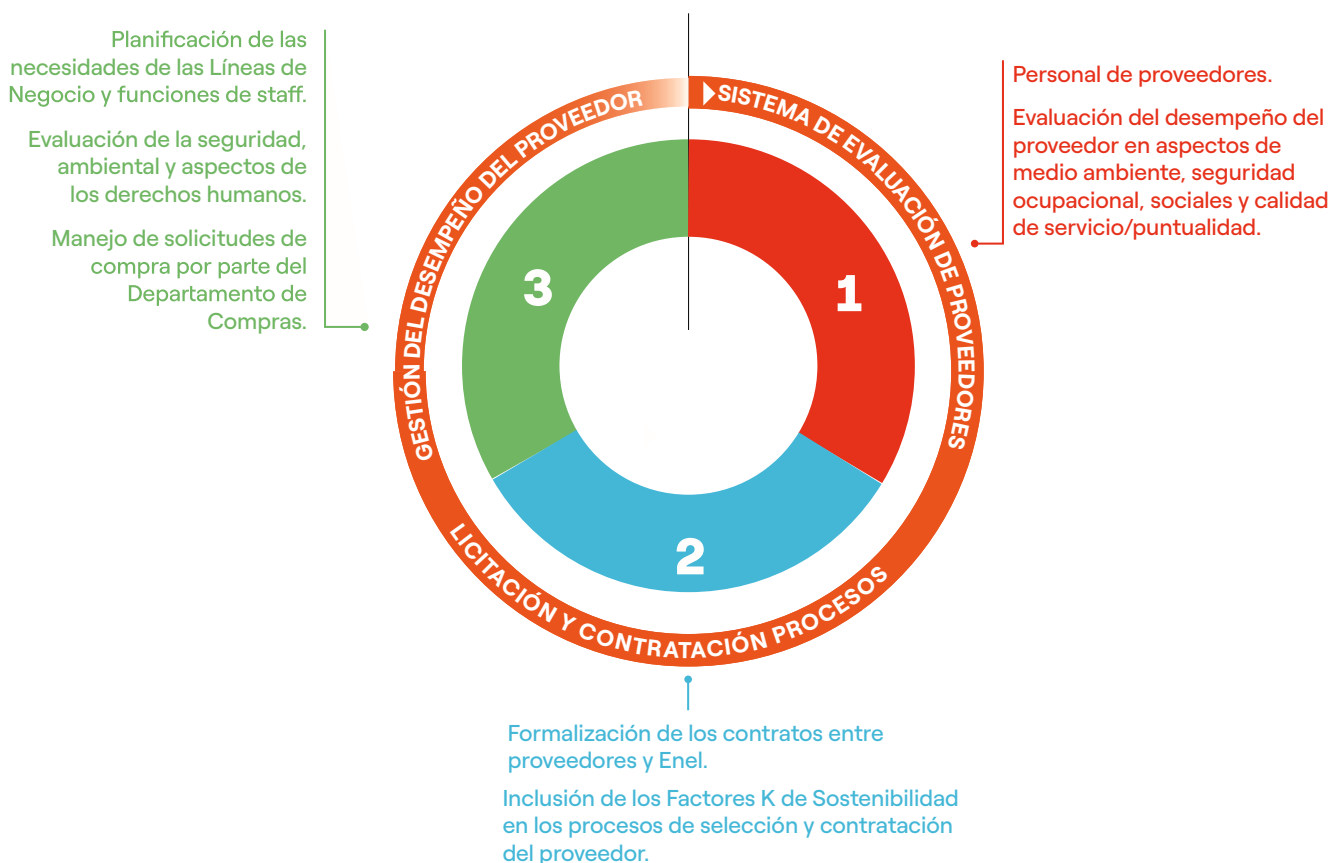 Planificación de las
necesidades de las Líneas de
Negocio y funciones de staff.
Evaluación de la seguridad,
ambiental y aspectos de
los derechos humanos.
Manejo de solicitudes de
compra por parte del
Departamento de
Compras.
GESTIÓN DEL DESEMPEÑO DEL PROVEEDOR
SISTEMA DE EVALUACIÓN DE PROVEEDORES
LICITACIÓN Y CONTRATACIÓN PROCESOS
3
1
2
Personal de proveedores.
Evaluación del desempeño del
proveedor en aspectos de
medio ambiente, seguridad
ocupacional, sociales y calidad
de servicio/puntualidad.
Formalización de los contratos entre
proveedores y Enel.
Inclusión de los Factores K de Sostenibilidad
en los procesos de selección y contratación
del proveedor.